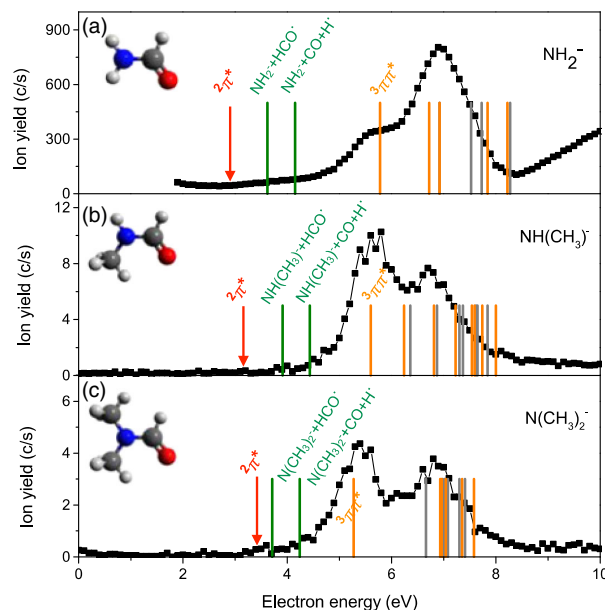 (a)
²π*
NH₂⁻+HCO·
NH₂⁻+CO+H·
³ππ*
NH₂⁻
900
600
300
0
Ion yield (c/s)
(b)
²π*
NH(CH₃)⁻+HCO·
NH(CH₃)⁻+CO+H·
³ππ*
NH(CH₃)⁻
12
8
4
0
Ion yield (c/s)
(c)
²π*
N(CH₃)₂⁻+HCO·
N(CH₃)₂⁻+CO+H·
³ππ*
N(CH₃)₂⁻
6
4
2
0
Ion yield (c/s)
0 2 4 6 8 10
Electron energy (eV)